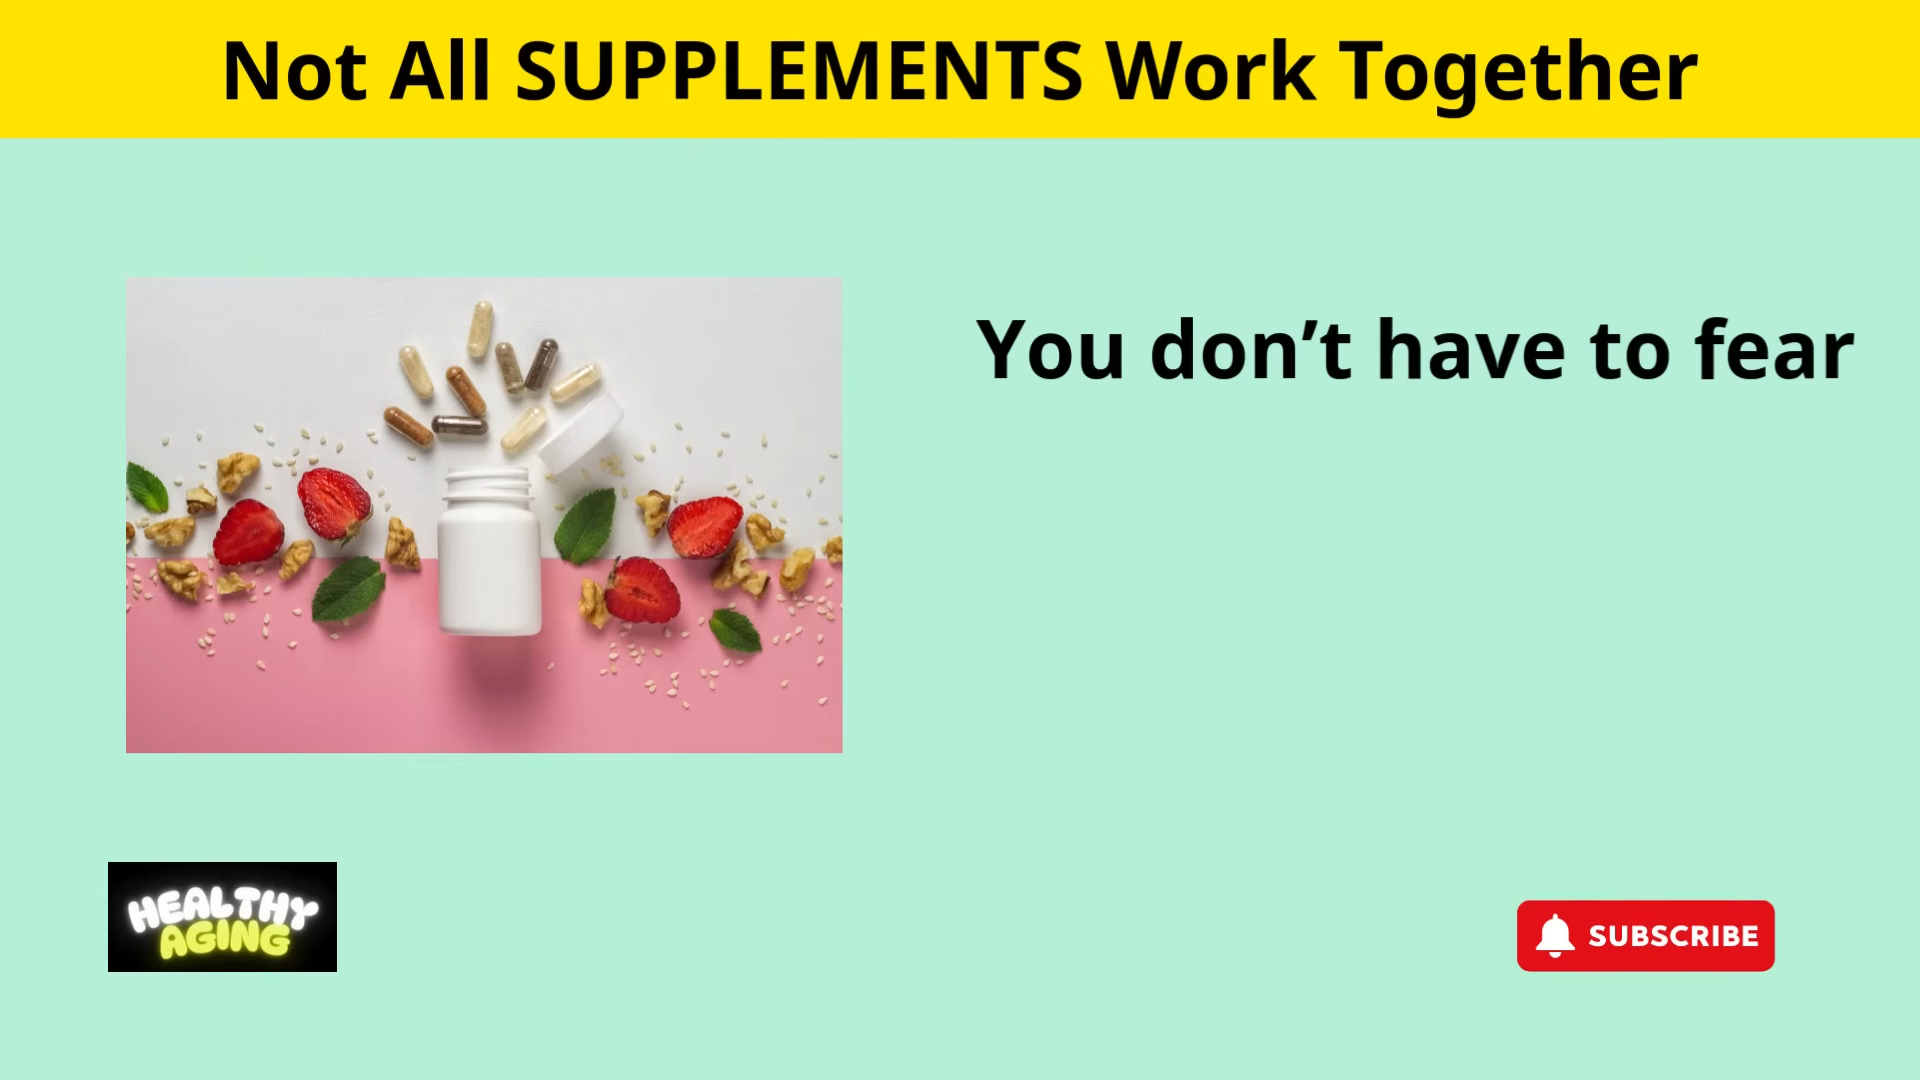 Not All SUPPLEMENTS Work Together
You don’t have to fear
HEALTHY
AGING
SUBSCRIBE